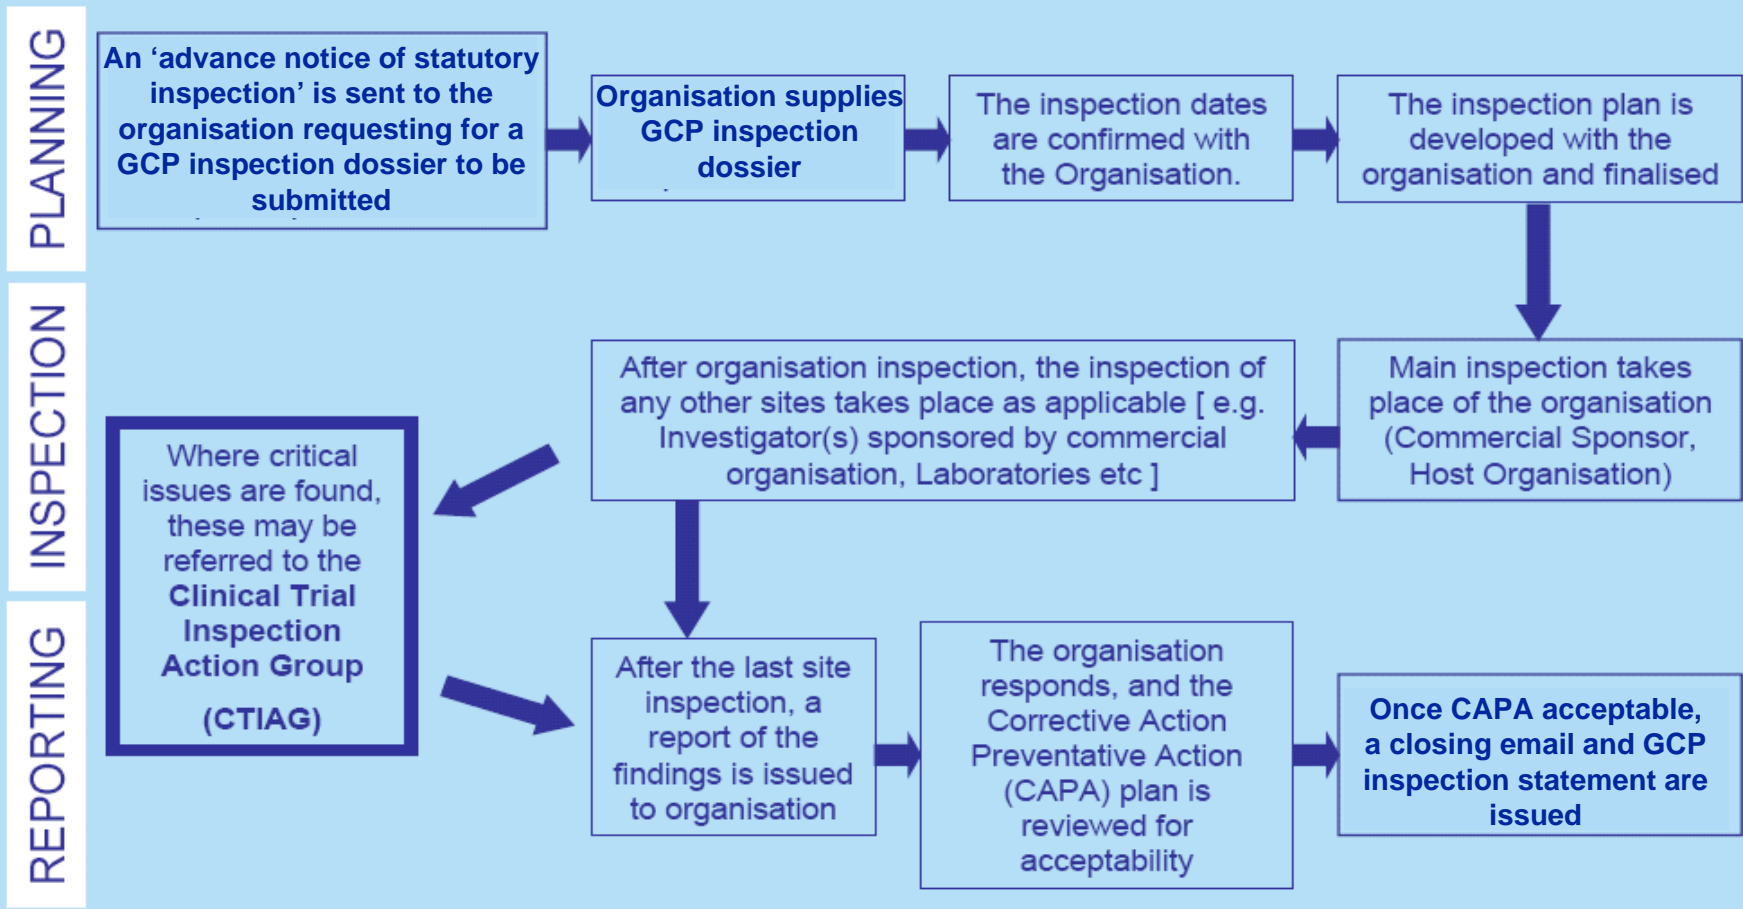 PLANNING
An ‘advance notice of statutory
inspection’ is sent to the
organisation requesting for a
GCP inspection dossier to be
submitted
Organisation supplies
GCP inspection
dossier
The inspection dates
are confirmed with
the Organisation.
The inspection plan is
developed with the
organisation and finalised
INSPECTION
Main inspection takes
place of the organisation
(Commercial Sponsor,
Host Organisation)
After organisation inspection, the inspection of
any other sites takes place as applicable [ e.g.
Investigator(s) sponsored by commercial
organisation, Laboratories etc ]
Where critical
issues are found,
these may be
referred to the
Clinical Trial
Inspection
Action Group
(CTIAG)
REPORTING
After the last site
inspection, a
report of the
findings is issued
to organisation
The organisation
responds, and the
Corrective Action
Preventative Action
(CAPA) plan is
reviewed for
acceptability
Once CAPA acceptable,
a closing email and GCP
inspection statement are
issued